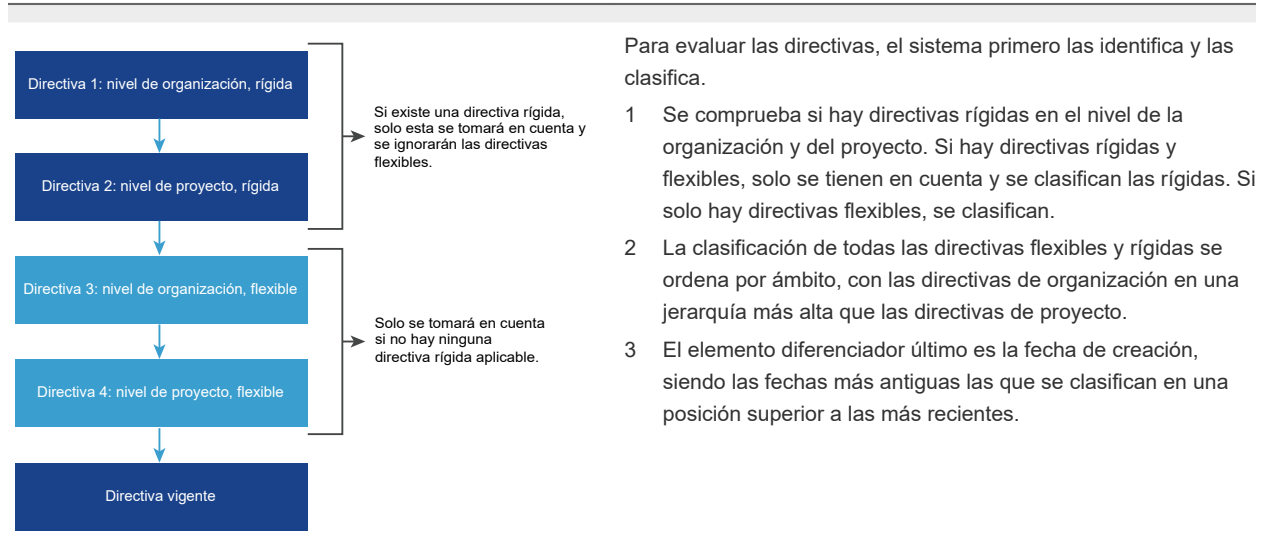 Directiva 1: nivel de organización, rígida
Directiva 2: nivel de proyecto, rígida
Directiva 3: nivel de organización, flexible
Directiva 4: nivel de proyecto, flexible
Directiva vigente
Si existe una directiva rígida,
solo esta se tomará en cuenta y
se ignorarán las directivas
flexibles.
Solo se tomará en cuenta
si no hay ninguna
directiva rígida aplicable.
Para evaluar las directivas, el sistema primero las identifica y las
clasifica.
1 Se comprueba si hay directivas rígidas en el nivel de la
organización y del proyecto. Si hay directivas rígidas y
flexibles, solo se tienen en cuenta y se clasifican las rígidas. Si
solo hay directivas flexibles, se clasifican.
2 La clasificación de todas las directivas flexibles y rígidas se
ordena por ámbito, con las directivas de organización en una
jerarquía más alta que las directivas de proyecto.
3 El elemento diferenciador último es la fecha de creación,
siendo las fechas más antiguas las que se clasifican en una
posición superior a las más recientes.